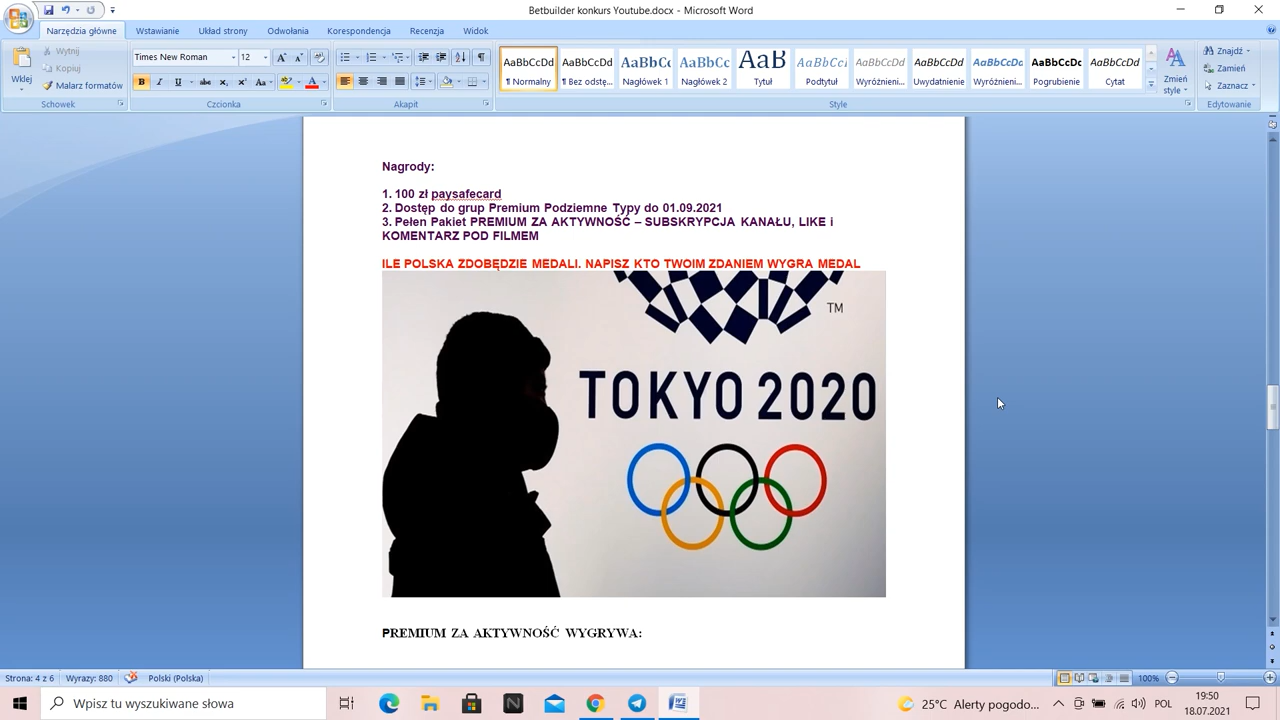 Betbuilder konkurs Youtube.docx - Microsoft Word
Narzędzia główne Wstawianie Układ strony Odwołania Korespondencja Recenzja Widok
Wklej
Wytnij
Kopiuj
Malarz formatów
Schowek
Times New Roman 12
B I U abc x₂ x² Aa
Czcionka
Akapit
AaBbCcDd AaBbCcDd AaBbCc AaBbCc AaB AaBbCcI AaBbCcDd AaBbCcDd AaBbCcDd AaBbCcDc AaBbCcDd
¶ Normalny ¶ Bez odstę... Nagłówek 1 Nagłówek 2 Tytuł Podtytuł Wyróżnieni... Uwydatnienie Wyróżnieni... Pogrubienie Cytat
Style
Zmień style
Znajdź
Zamień
Zaznacz
Edytowanie
Nagrody:
1. 100 zł paysafecard
2. Dostęp do grup Premium Podziemne Typy do 01.09.2021
3. Pełen Pakiet PREMIUM ZA AKTYWNOŚĆ – SUBSKRYPCJA KANAŁU, LIKE i
KOMENTARZ POD FILMEM
ILE POLSKA ZDOBĘDZIE MEDALI. NAPISZ KTO TWOIM ZDANIEM WYGRA MEDAL
TM
TOKYO 2020
PREMIUM ZA AKTYWNOŚĆ WYGRYWA:
Strona: 4 z 6 Wyrazy: 880 Polski (Polska) 100%
Wpisz tu wyszukiwane słowa
25°C Alerty pogodo... POL
19:50
18.07.2021